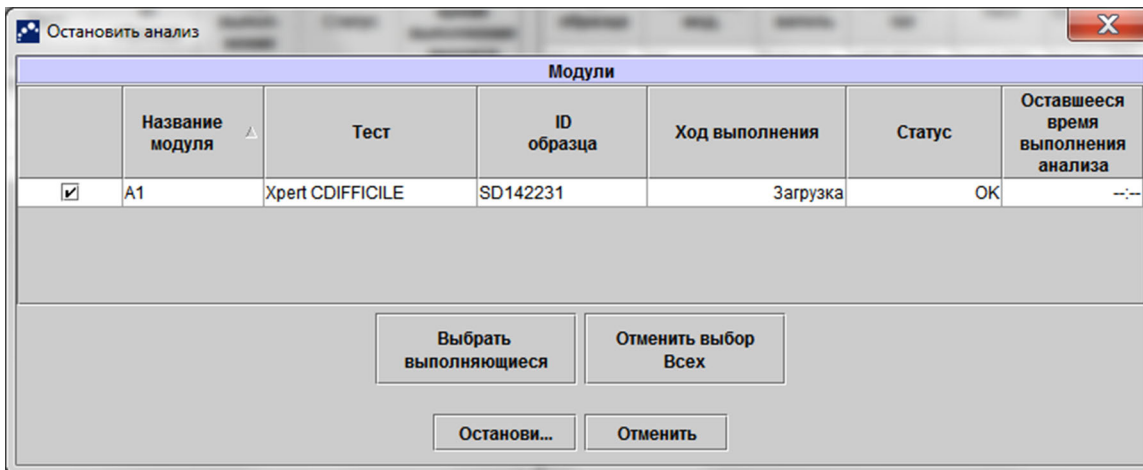 Остановить анализ
Модули
Название
модуля
Тест
ID
образца
Ход выполнения
Статус
Оставшееся
время
выполнения
анализа
A1
Xpert CDIFFICILE
SD142231
Загрузка
OK
--:--
Выбрать
выполняющиеся
Отменить выбор
Всех
Останови...
Отменить